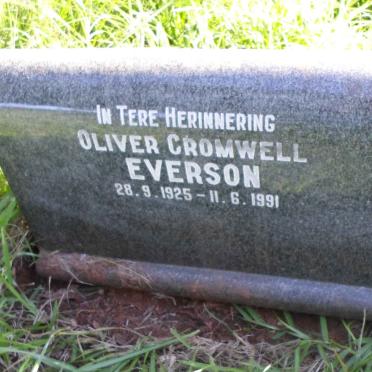 In Tere Herinnering
Oliver Cromwell
Everson
28.9.1925 - 11.6.1991